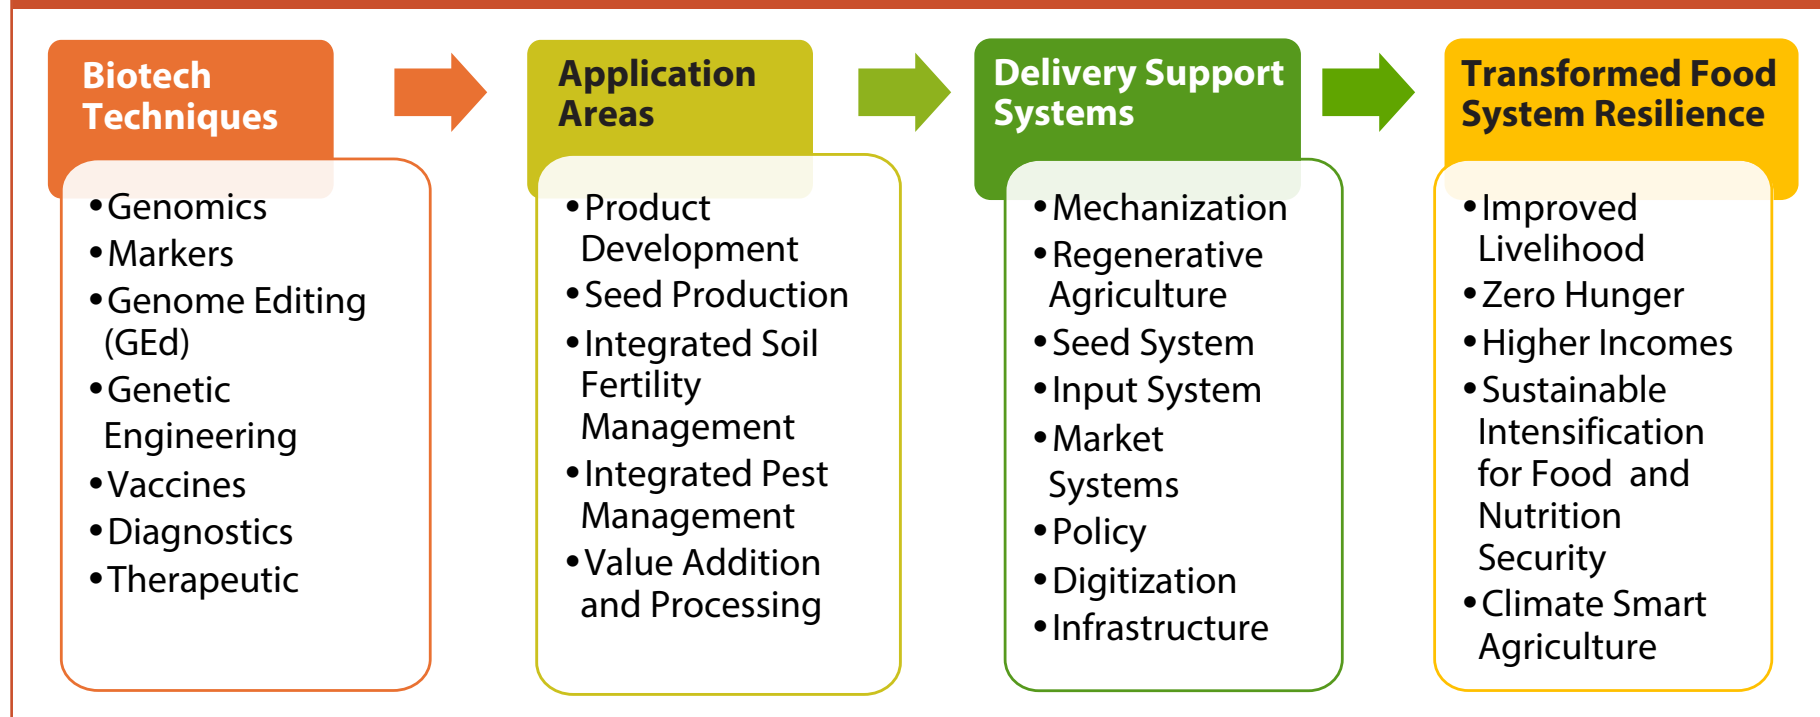 Biotech
Techniques
•Genomics
•Markers
•Genome Editing
(GEd)
•Genetic
Engineering
•Vaccines
•Diagnostics
•Therapeutic
Application
Areas
•Product
Development
•Seed Production
•Integrated Soil
Fertility
Management
•Integrated Pest
Management
•Value Addition
and Processing
Delivery Support
Systems
•Mechanization
•Regenerative
Agriculture
•Seed System
•Input System
•Market
Systems
•Policy
•Digitization
•Infrastructure
Transformed Food
System Resilience
•Improved
Livelihood
•Zero Hunger
•Higher Incomes
•Sustainable
Intensification
for Food  and
Nutrition
Security
•Climate Smart
Agriculture